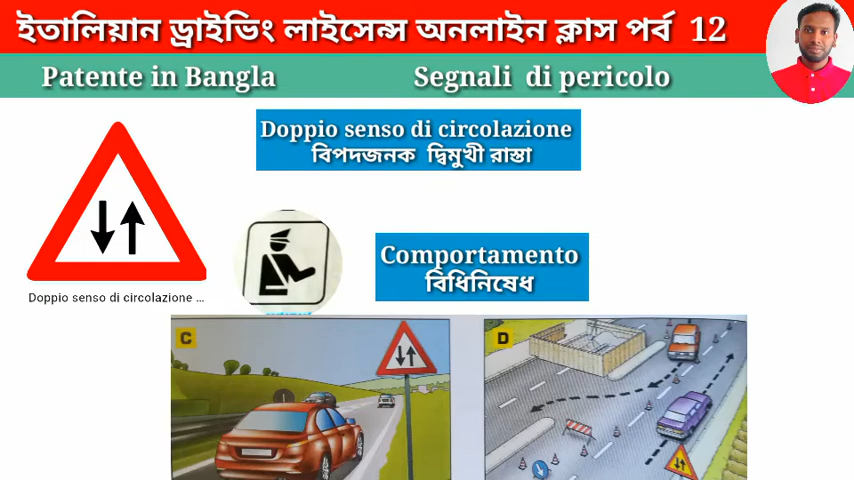 ইতালিয়ান ড্রাইভিং লাইসেন্স অনলাইন ক্লাস পর্ব 12
Patente in Bangla Segnali di pericolo
Doppio senso di circolazione
বিপদজনক দ্বিমুখী রাস্তা
Doppio senso di circolazione ...
Comportamento
বিধিনিষেধ
C
D